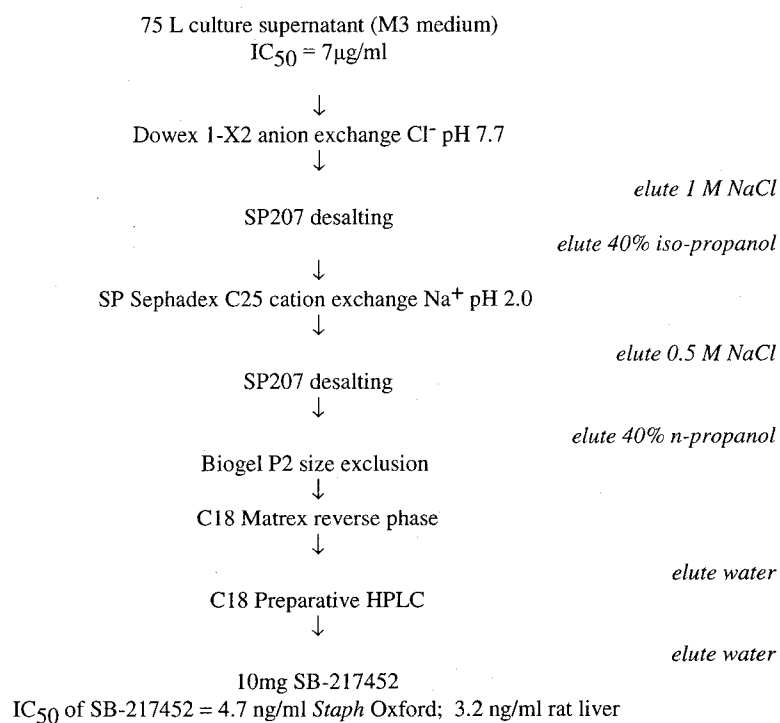 75 L culture supernatant (M3 medium)
IC50 = 7µg/ml
↓
Dowex 1-X2 anion exchange Cl⁻ pH 7.7
↓
elute 1 M NaCl
SP207 desalting
elute 40% iso-propanol
↓
SP Sephadex C25 cation exchange Na⁺ pH 2.0
↓
elute 0.5 M NaCl
SP207 desalting
↓
elute 40% n-propanol
Biogel P2 size exclusion
↓
C18 Matrex reverse phase
↓
elute water
C18 Preparative HPLC
↓
elute water
10mg SB-217452
IC50 of SB-217452 = 4.7 ng/ml Staph Oxford; 3.2 ng/ml rat liver